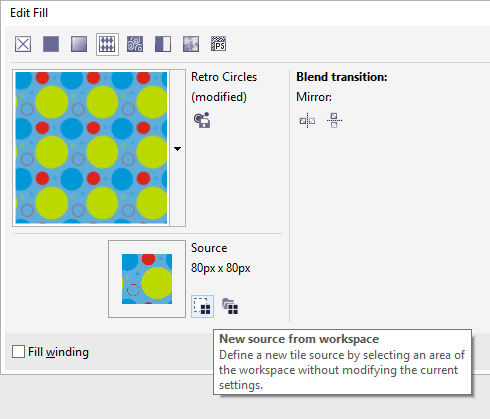 Edit Fill
PS
Retro Circles
(modified)
Blend transition:
Mirror:
Source
80px x 80px
New source from workspace
Define a new tile source by selecting an area of
the workspace without modifying the current
settings.
Fill winding